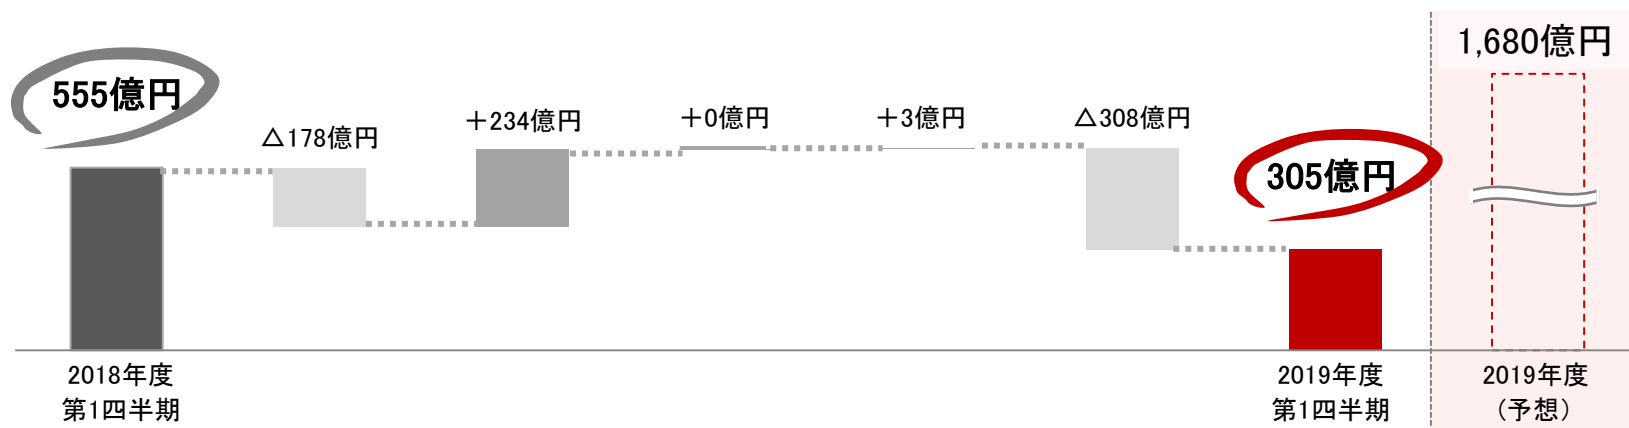 1,680億円
555億円
△178億円
＋234億円
＋0億円
＋3億円
△308億円
305億円
2018年度
第1四半期
2019年度
第1四半期
2019年度
(予想)